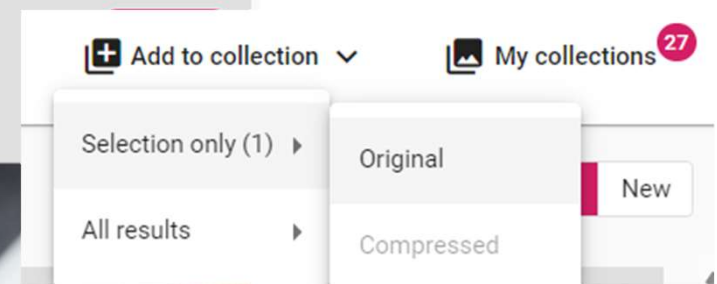 Add to collection
My collections
27
Selection only (1)
Original
New
All results
Compressed